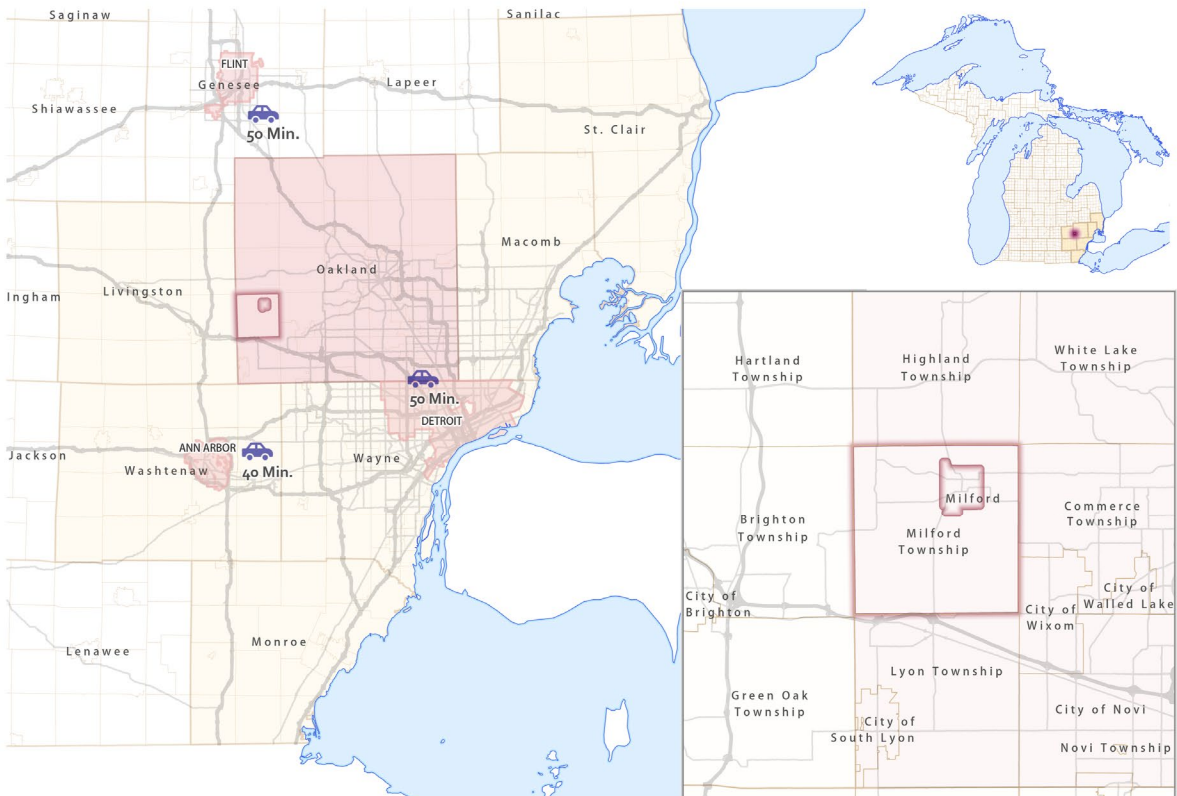 Saginaw
Sanilac
FLINT
Genesee
Lapeer
Shiawassee
50 Min.
St. Clair
Macomb
Oakland
Ingham
Livingston
50 Min.
DETROIT
ANN ARBOR
Jackson
Washtenaw
40 Min.
Wayne
Monroe
Lenawee
Hartland
Township
Highland
Township
White Lake
Township
Milford
Brighton
Township
Milford
Township
Commerce
Township
City of
Brighton
City of
Wixom
City of
Walled Lake
Lyon Township
Green Oak
Township
City of
South Lyon
City of Novi
Novi Township